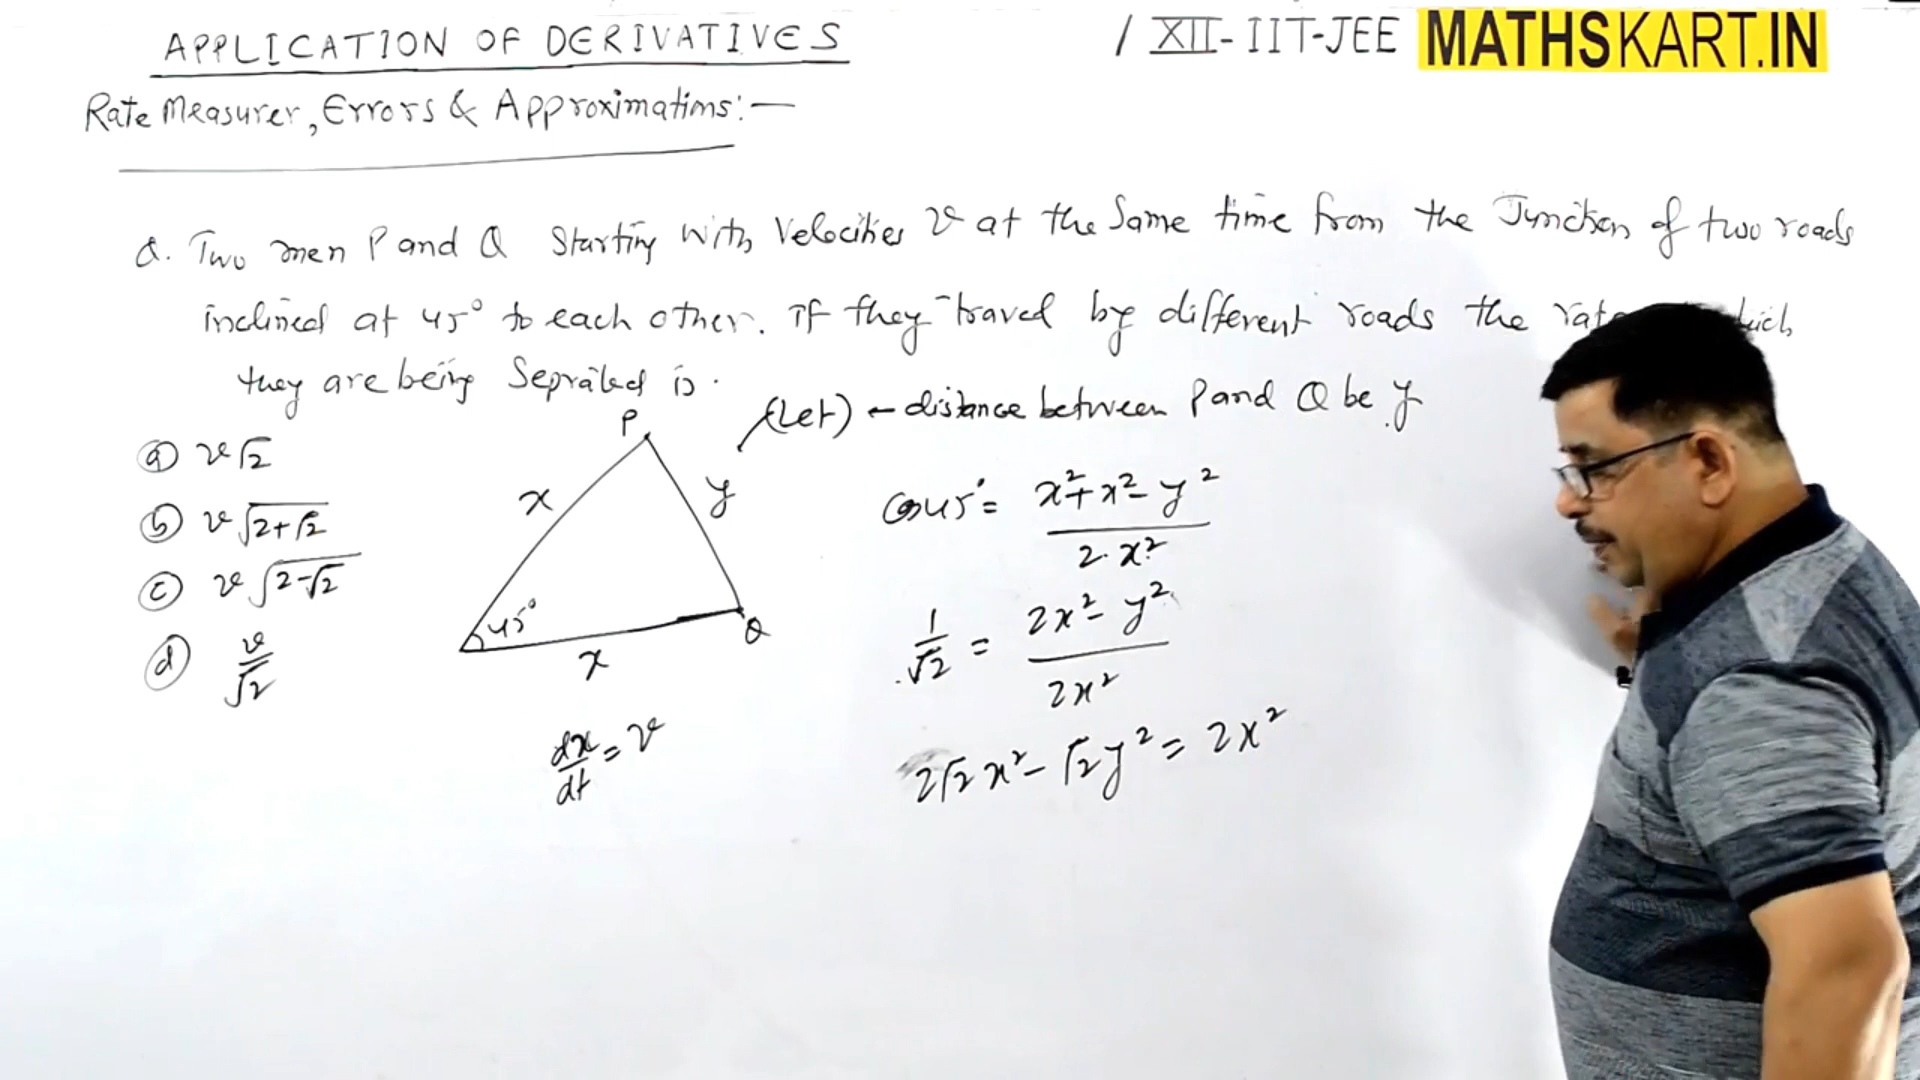 APPLICATION OF DERIVATIVES
/ XII-IIT-JEE MATHSKART.IN
Rate Measurer, Errors & Approximations:—
Q. Two men P and Q Starting with Velocities v at the Same time from the Junction of two roads
inclined at 45° to each other. If they travel by different roads the
they are being Seprated is.
(Let) – distance between P and Q be y
(a) v√2
(b) v√(2+√2)
(c) v√(2-√2)
(d) v/√2
P
x
y
45°
x
Q
dx/dt = v
Cos45° = (x²+x²-y²)/(2·x²)
1/√2 = (2x²-y²)/(2x²)
2√2x²-√2y² = 2x²